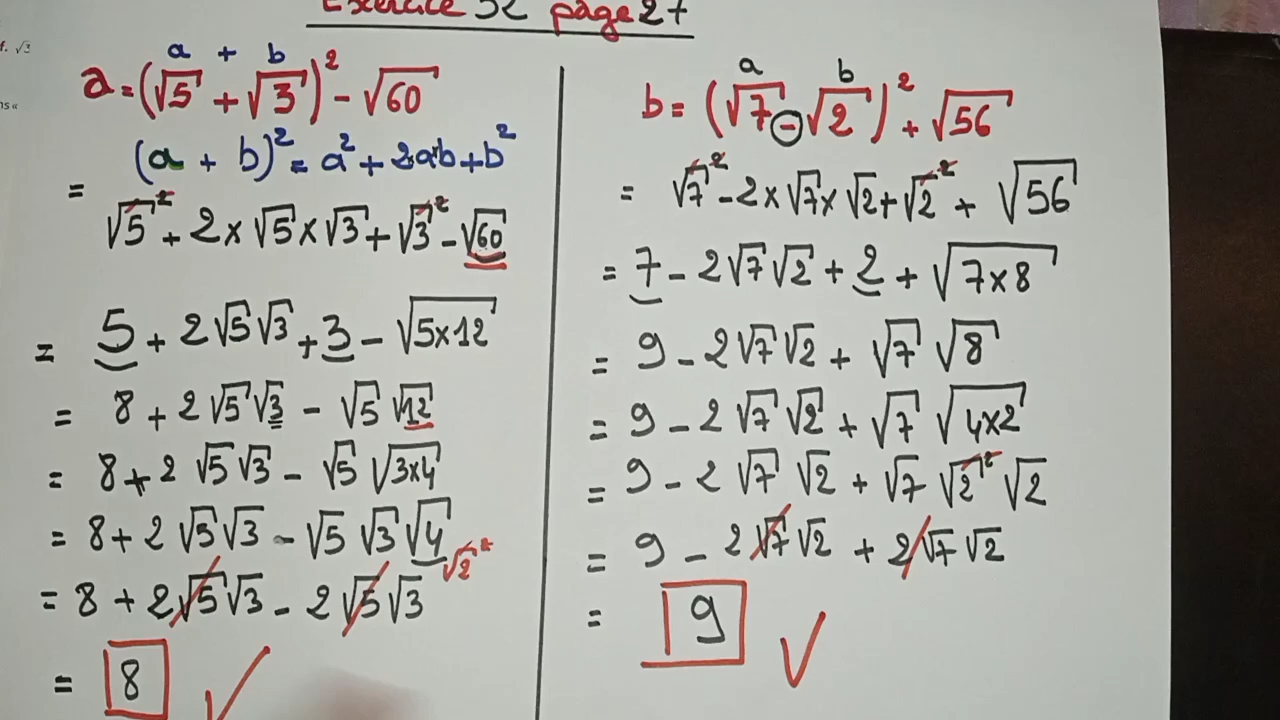 Exercice 52 page 27
f. √3
ns «
a + b
a = (√5 + √3)² - √60
(a + b)² = a² + 2ab + b²
= √5² + 2 × √5 × √3 + √3² - √60
= 5 + 2√5√3 + 3 - √5×12
= 8 + 2√5√3 - √5 √12
= 8 + 2 √5√3 - √5 √3×4
= 8 + 2 √5√3 - √5 √3 √4
√2²
= 8 + 2√5√3 - 2√5√3
= 8
a b
b = (√7 - √2)² + √56
= √7² - 2 × √7 × √2 + √2² + √56
= 7 - 2√7√2 + 2 + √7×8
= 9 - 2√7√2 + √7 √8
= 9 - 2√7√2 + √7 √4×2
= 9 - 2√7 √2 + √7 √2² √2
= 9 - 2√7√2 + 2√7√2
= 9